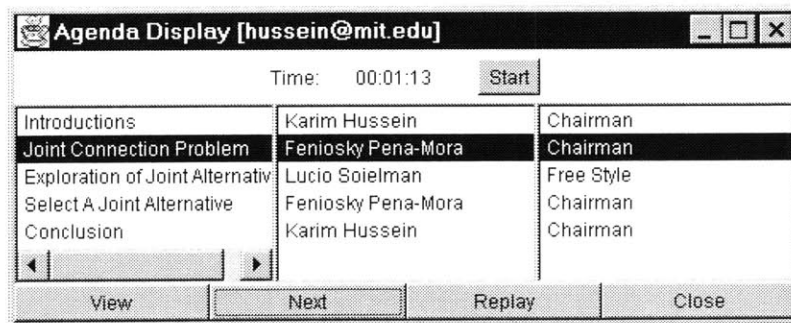 Agenda Display [hussein@mit.edu]
Time: 00:01:13 Start
Introductions Karim Hussein Chairman
Joint Connection Problem Feniosky Pena-Mora Chairman
Exploration of Joint Alternativ Lucio Soielman Free Style
Select A Joint Alternative Feniosky Pena-Mora Chairman
Conclusion Karim Hussein Chairman
View Next Replay Close